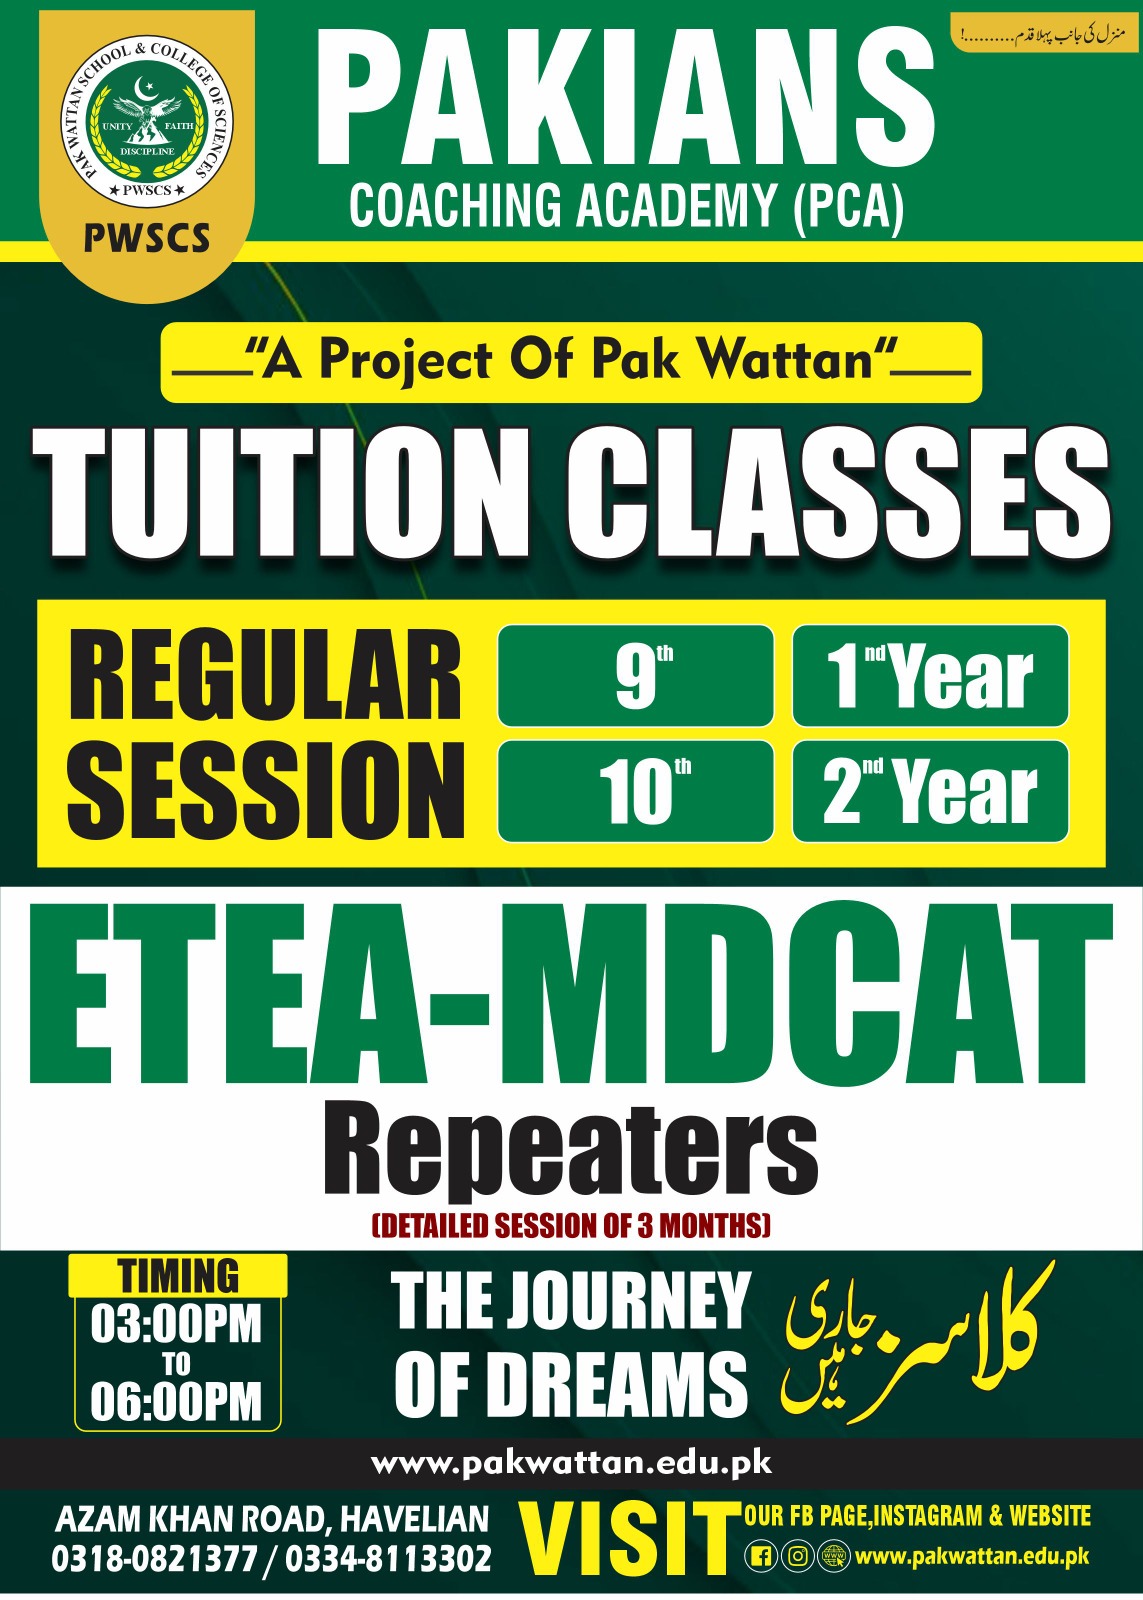 منزل کی جانب پہلا قدم..........!
PAK WATTAN SCHOOL & COLLEGE OF SCIENCES
UNITY FAITH
DISCIPLINE
★ PWSCS ★
PWSCS
PAKIANS
COACHING ACADEMY (PCA)
"A Project Of Pak Wattan"
TUITION CLASSES
REGULAR
SESSION
9th
1nd Year
10th
2nd Year
ETEA-MDCAT
Repeaters
(DETAILED SESSION OF 3 MONTHS)
TIMING
03:00PM
TO
06:00PM
THE JOURNEY
OF DREAMS
کلاسز جاری ہیں
www.pakwattan.edu.pk
AZAM KHAN ROAD, HAVELIAN
0318-0821377 / 0334-8113302
VISIT
OUR FB PAGE,INSTAGRAM & WEBSITE
www.pakwattan.edu.pk